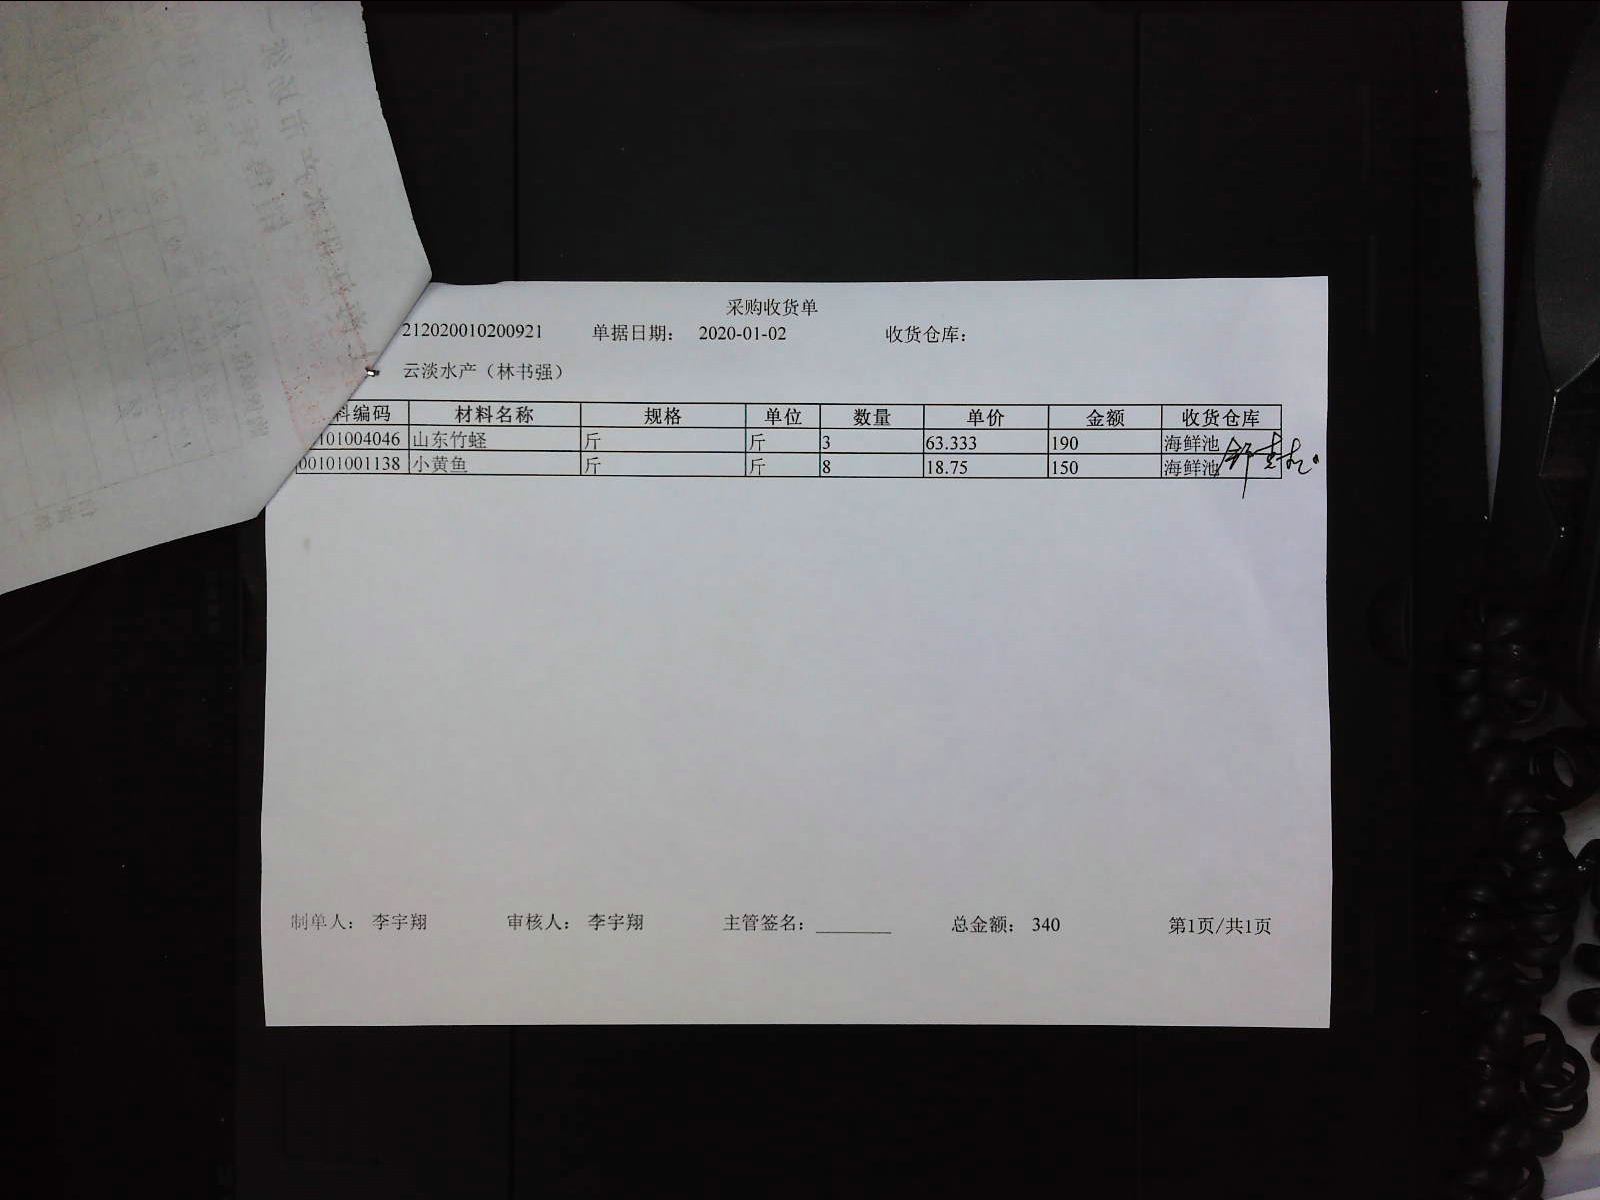 采购收货单
212020010200921 单据日期： 2020-01-02 收货仓库：
云淡水产（林书强）
料编码 材料名称 规格 单位 数量 单价 金额 收货仓库
101004046 山东竹蛏 斤 斤 3 63.333 190 海鲜池
00101001138 小黄鱼 斤 斤 8 18.75 150 海鲜池
制单人： 李宇翔 审核人： 李宇翔 主管签名： 总金额： 340 第1页/共1页